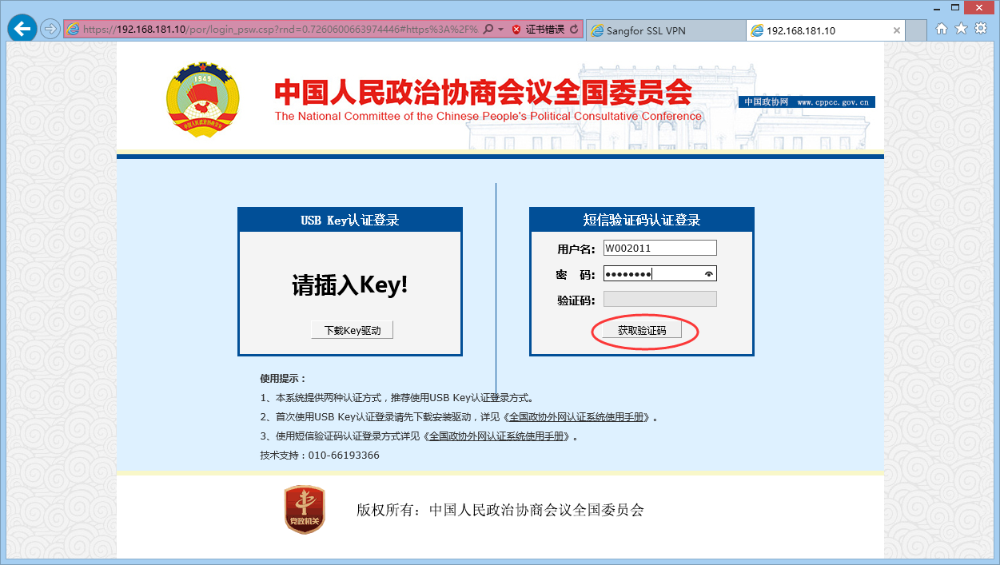 https://192.168.181.10/por/login_psw.csp?rnd=0.7260600663974446#https%3A%2F%
证书错误
Sangfor SSL VPN
192.168.181.10
1949
中国人民政治协商会议全国委员会
The National Committee of the Chinese People's Political Consultative Conference
中国政协网 www.cppcc.gov.cn
USB Key认证登录
请插入Key!
下载Key驱动
短信验证码认证登录
用户名: W002011
密 码: ••••••••
验证码:
获取验证码
使用提示：
1、本系统提供两种认证方式，推荐使用USB Key认证登录方式。
2、首次使用USB Key认证登录请先下载安装驱动，详见《全国政协外网认证系统使用手册》。
3、使用短信验证码认证登录方式详见《全国政协外网认证系统使用手册》。
技术支持：010-66193366
党政机关
版权所有：中国人民政治协商会议全国委员会